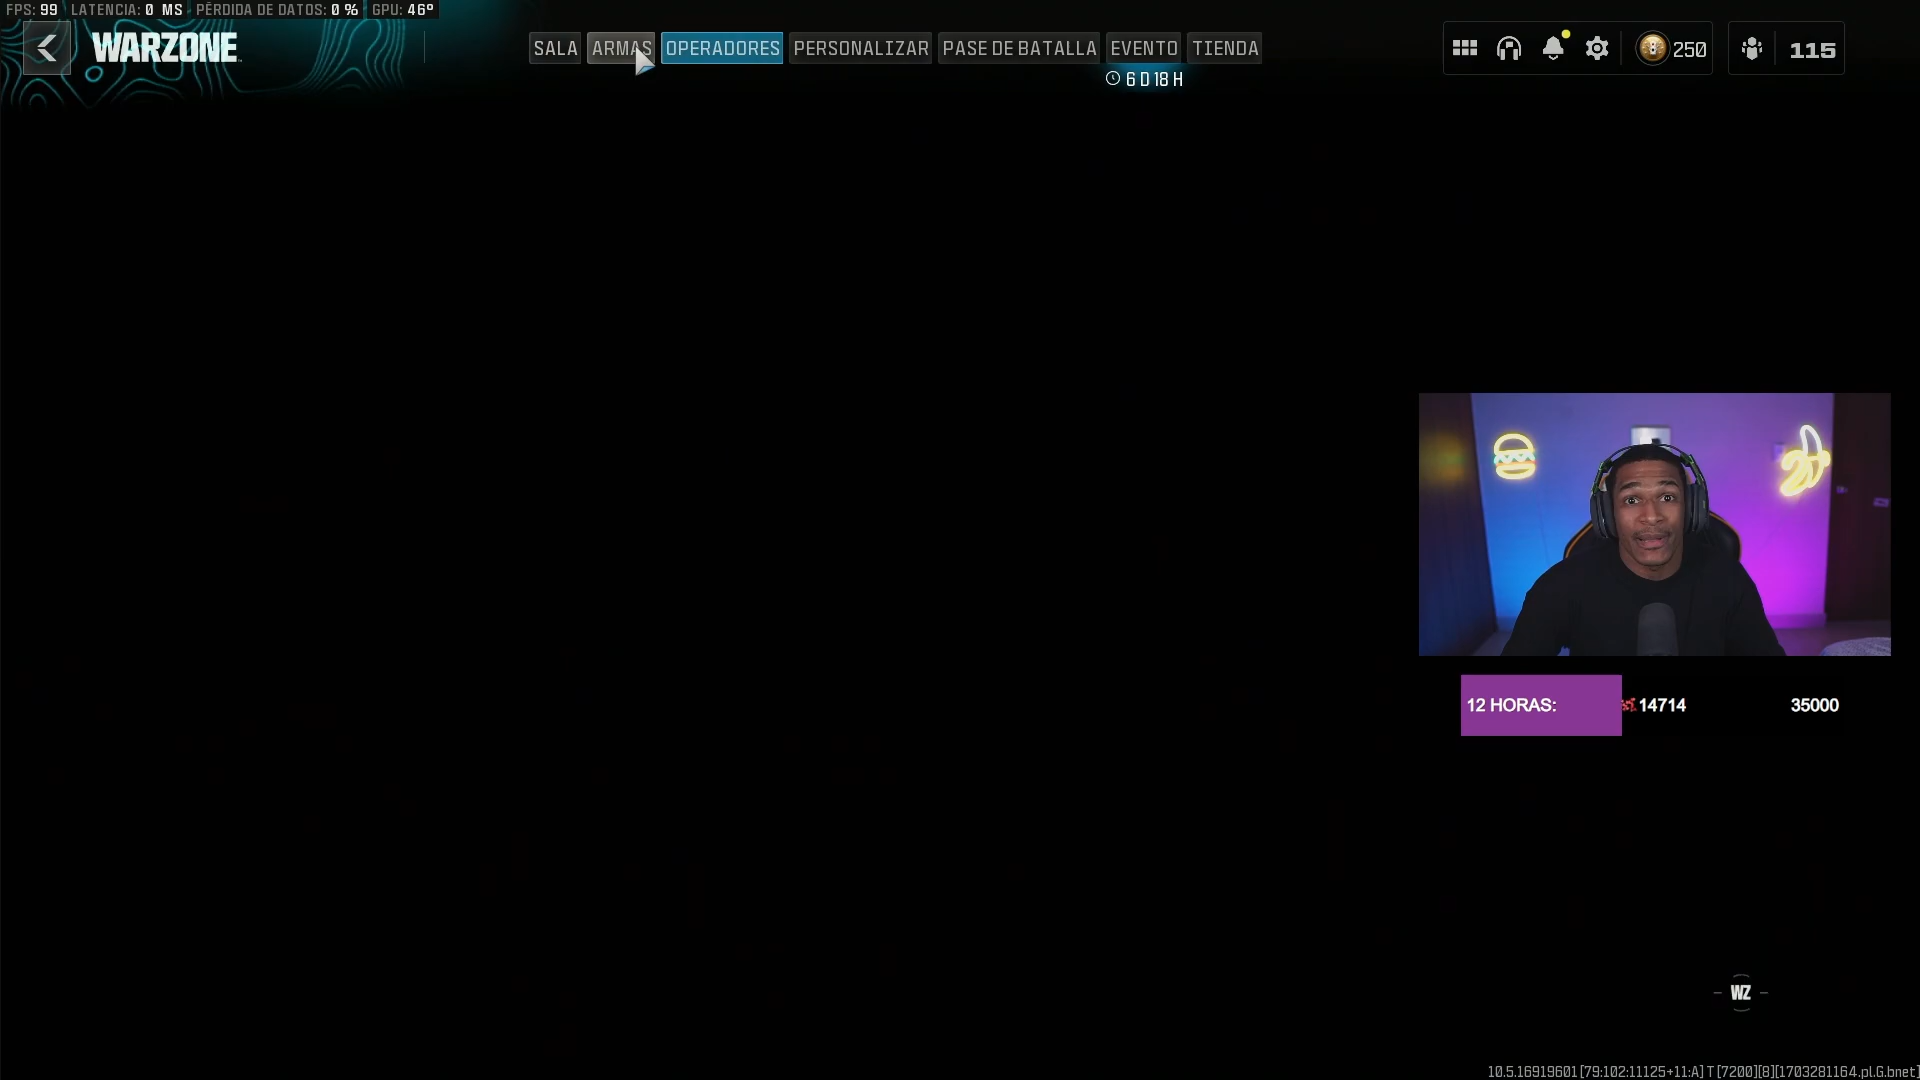 FPS: 99 LATENCIA: 0 MS PÉRDIDA DE DATOS: 0 % GPU: 46º
WARZONE
SALA ARMAS OPERADORES PERSONALIZAR PASE DE BATALLA EVENTO TIENDA
250
115
6 D 18 H
12 HORAS: 14714 35000
WZ
10.5.16919601 [79:102:11125+11:A] T [7200][8][1703281164.pl.G.bnet]